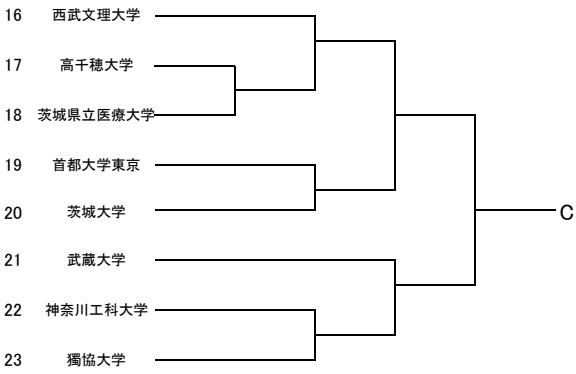 16 西武文理大学
17 高千穂大学
18 茨城県立医療大学
19 首都大学東京
20 茨城大学
C
21 武蔵大学
22 神奈川工科大学
23 獨協大学